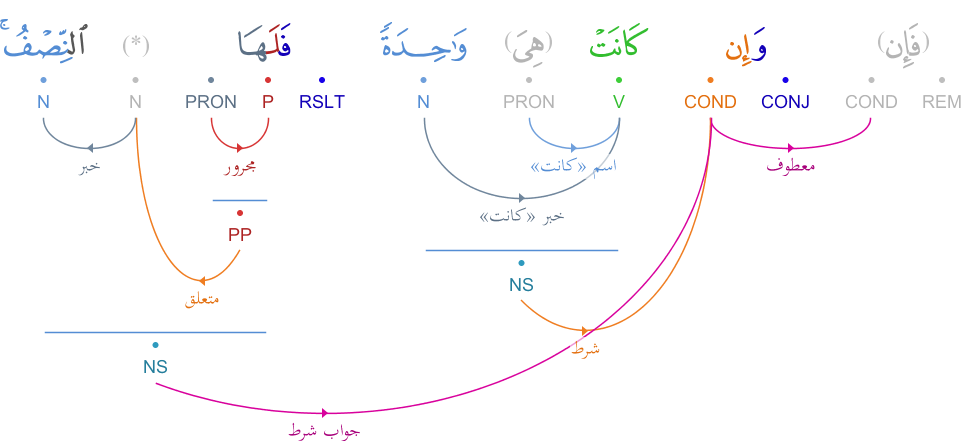 (فَإِن) وَإِن كَانَتْ (هِىَ) وَٰحِدَةً فَلَهَا (*) ٱلنِّصْفُ ۚ
REM COND CONJ COND V PRON N RSLT P PRON N N
معطوف اسم «كانت» مجرور خبر
خبر «كانت»
PP
NS
متعلق
شرط
NS
جواب شرط